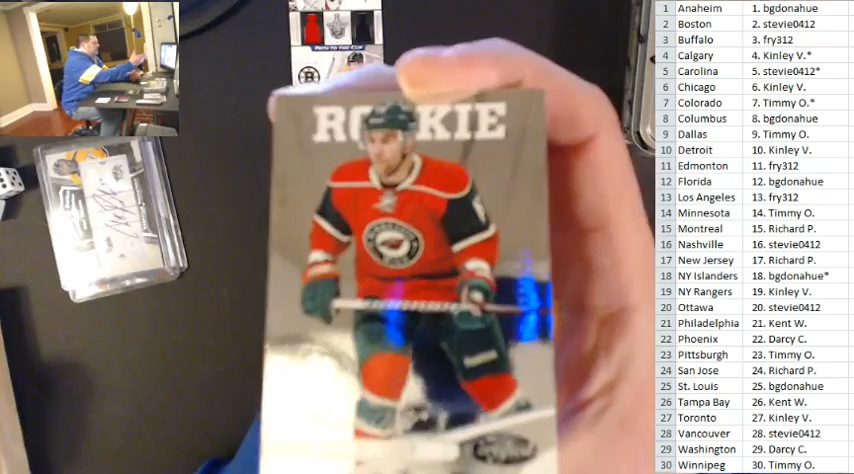 ROOKIE
1 Anaheim 1. bgdonahue
2 Boston 2. stevie0412
3 Buffalo 3. fry312
4 Calgary 4. Kinley V.*
5 Carolina 5. stevie0412*
6 Chicago 6. Kinley V.
7 Colorado 7. Timmy O.*
8 Columbus 8. bgdonahue
9 Dallas 9. Timmy O.
10 Detroit 10. Kinley V.
11 Edmonton 11. fry312
12 Florida 12. bgdonahue
13 Los Angeles 13. fry312
14 Minnesota 14. Timmy O.
15 Montreal 15. Richard P.
16 Nashville 16. stevie0412
17 New Jersey 17. Richard P.
18 NY Islanders 18. bgdonahue*
19 NY Rangers 19. Kinley V.
20 Ottawa 20. stevie0412
21 Philadelphia 21. Kent W.
22 Phoenix 22. Darcy C.
23 Pittsburgh 23. Timmy O.
24 San Jose 24. Richard P.
25 St. Louis 25. bgdonahue
26 Tampa Bay 26. Kent W.
27 Toronto 27. Kinley V.
28 Vancouver 28. stevie0412
29 Washington 29. Darcy C.
30 Winnipeg 30. Timmy O.